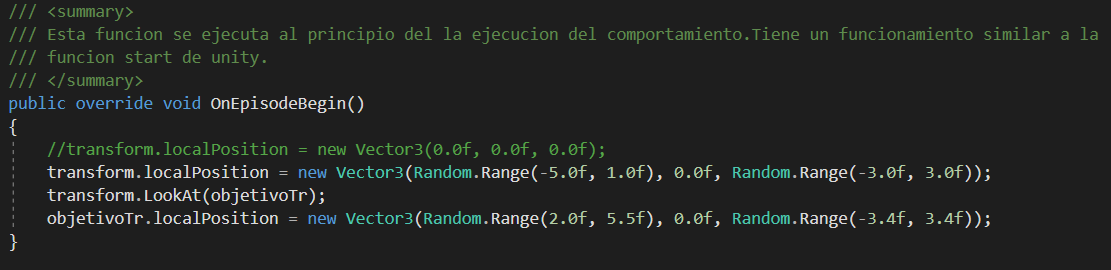 /// <summary>
/// Esta funcion se ejecuta al principio del la ejecucion del comportamiento.Tiene un funcionamiento similar a la
/// funcion start de unity.
/// </summary>
public override void OnEpisodeBegin()
{
    //transform.localPosition = new Vector3(0.0f, 0.0f, 0.0f);
    transform.localPosition = new Vector3(Random.Range(-5.0f, 1.0f), 0.0f, Random.Range(-3.0f, 3.0f));
    transform.LookAt(objetivoTr);
    objetivoTr.localPosition = new Vector3(Random.Range(2.0f, 5.5f), 0.0f, Random.Range(-3.4f, 3.4f));
}